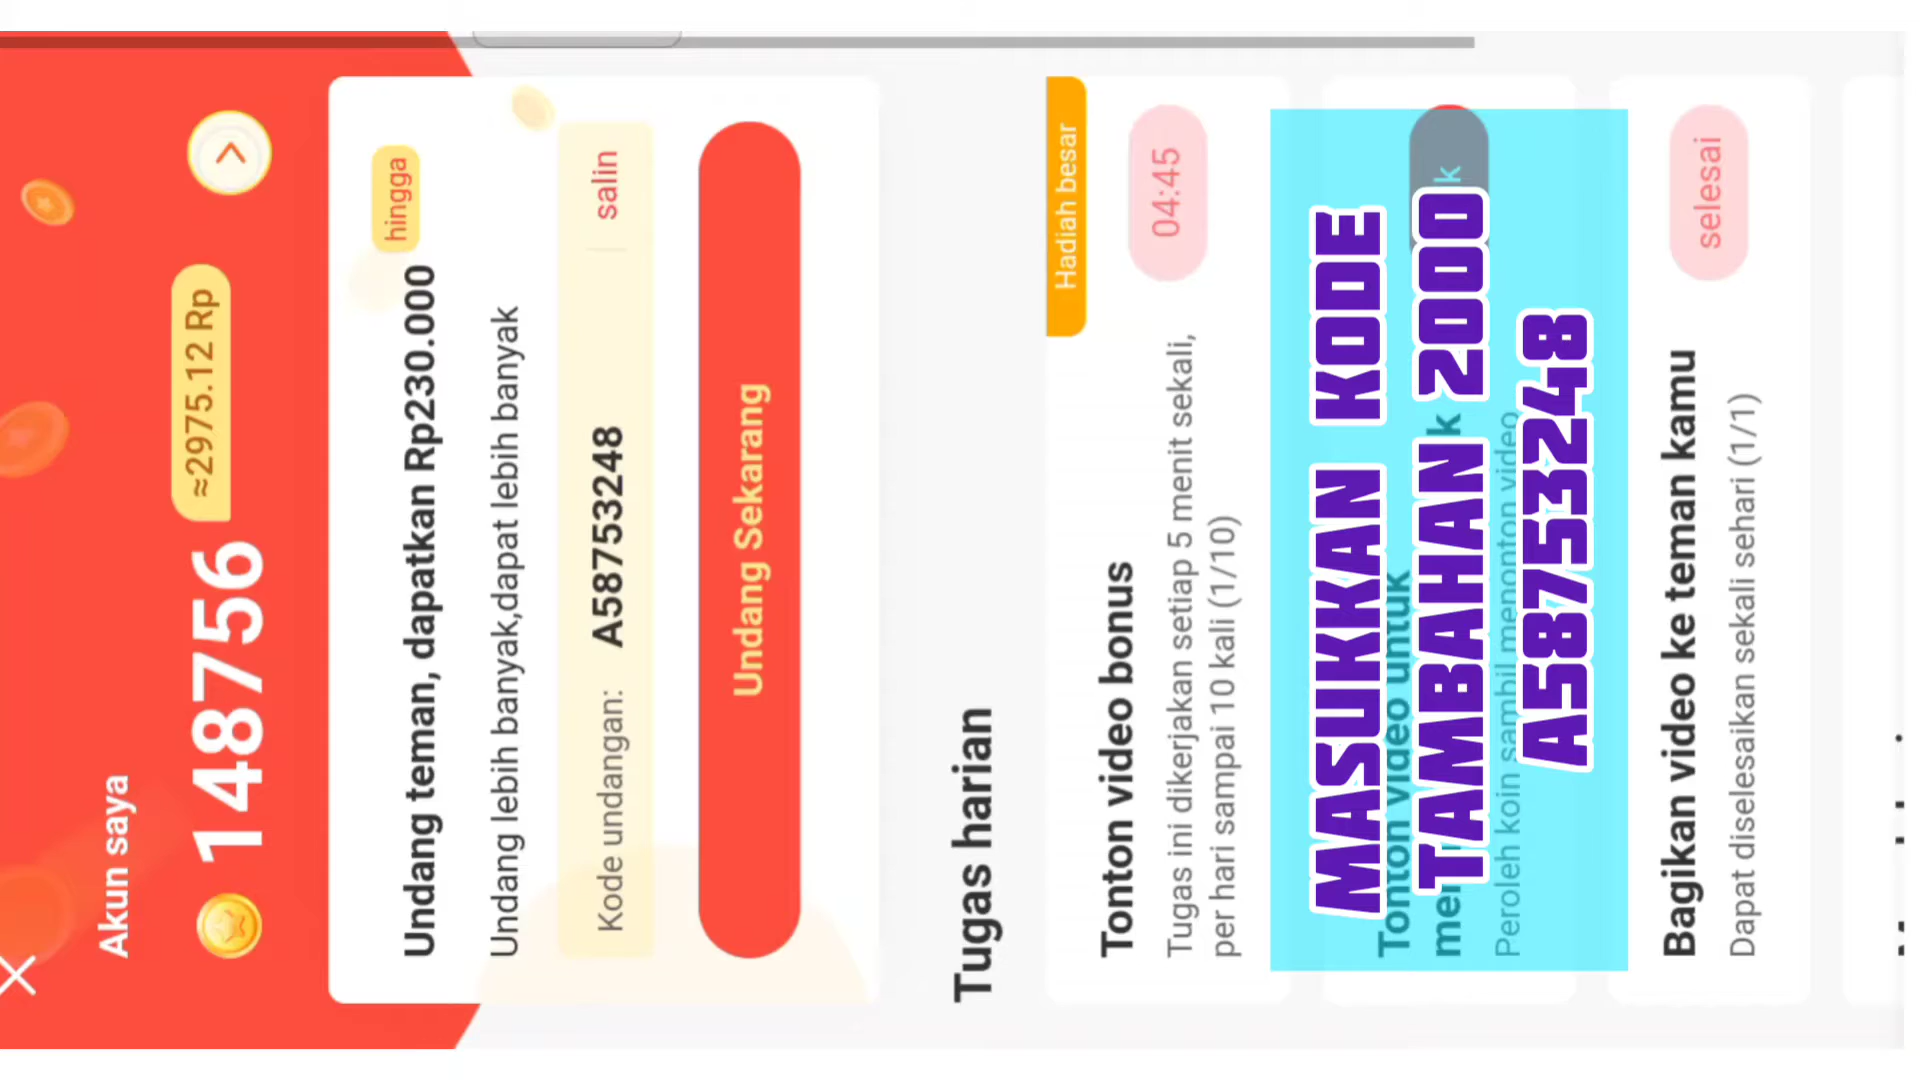 Akun saya
148756
≈2975.12 Rp
Undang teman, dapatkan Rp230.000
hingga
Undang lebih banyak,dapat lebih banyak
Kode undangan: A58753248
salin
Undang Sekarang
Tugas harian
Hadiah besar
Tonton video bonus
04:45
Tugas ini dikerjakan setiap 5 menit sekali,
per hari sampai 10 kali (1/10)
MASUKKAN KODE
TAMBAHAN 2000
A58753248
Tonton video untuk
Peroleh koin sambil menonton video
Bagikan video ke teman kamu
selesai
Dapat diselesaikan sekali sehari (1/1)